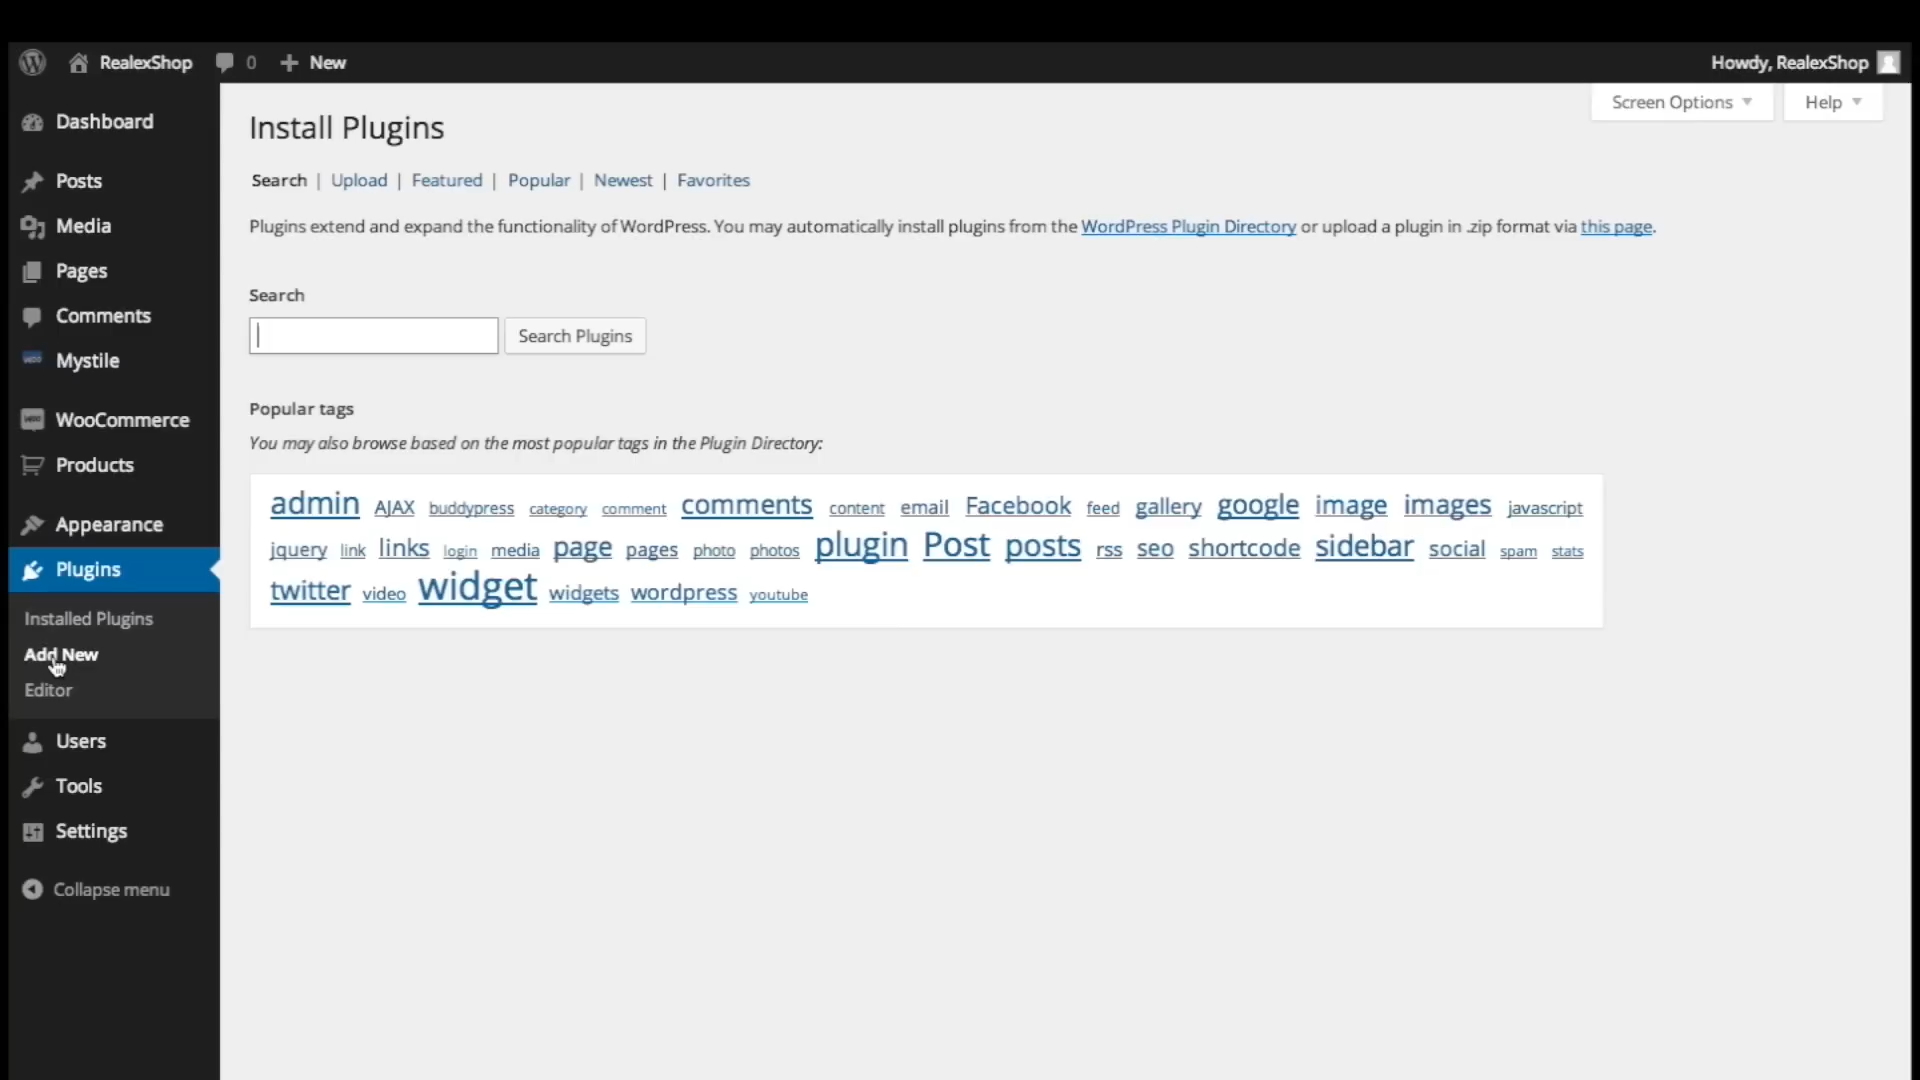 RealexShop 0 New Howdy, RealexShop
Screen Options Help
Dashboard
Posts
Media
Pages
Comments
Mystile
WooCommerce
Products
Appearance
Plugins
Installed Plugins
Add New
Editor
Users
Tools
Settings
Collapse menu
Install Plugins
Search | Upload | Featured | Popular | Newest | Favorites
Plugins extend and expand the functionality of WordPress. You may automatically install plugins from the WordPress Plugin Directory or upload a plugin in .zip format via this page.
Search
Search Plugins
Popular tags
You may also browse based on the most popular tags in the Plugin Directory:
admin AJAX buddypress category comment comments content email Facebook feed gallery google image images javascript
jquery link links login media page pages photo photos plugin Post posts rss seo shortcode sidebar social spam stats
twitter video widget widgets wordpress youtube